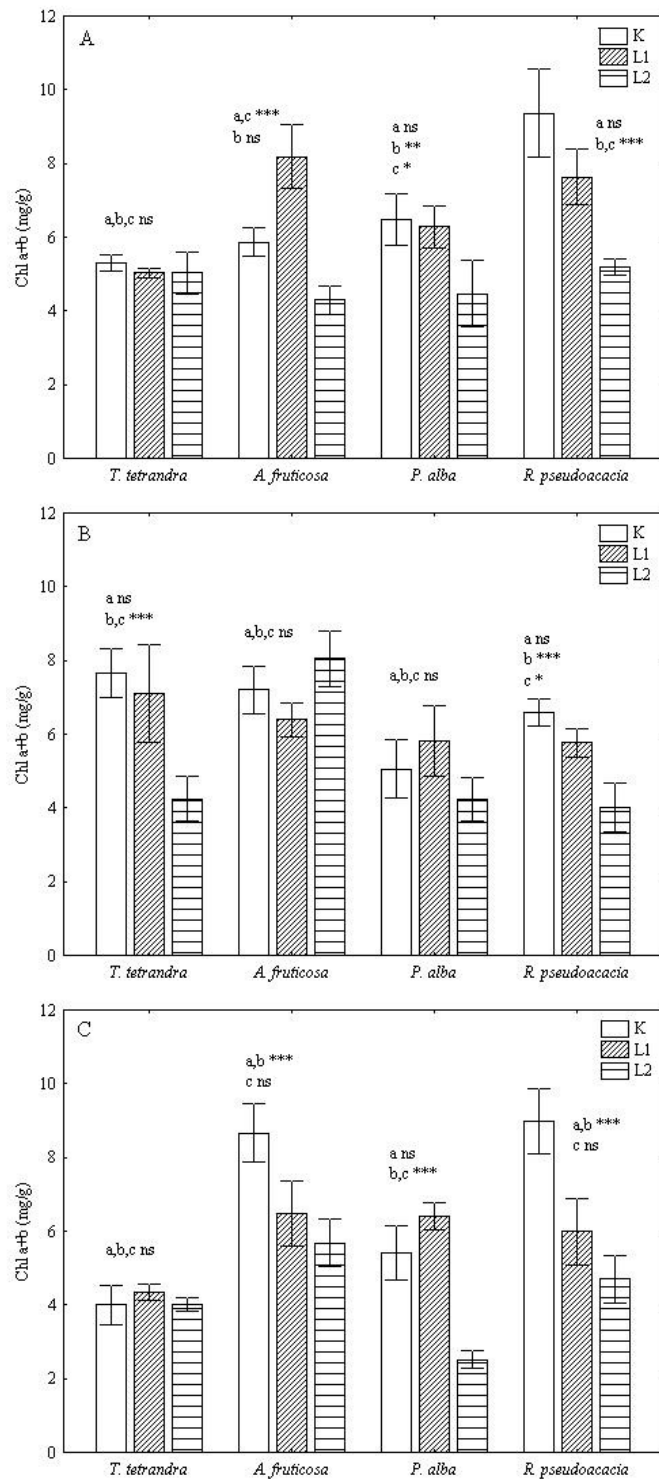 12
A
K
L1
L2
10
a,c ***
b ns
a ns
b **
c *
a ns
b,c ***
8
a,b,c ns
6
4
2
0
Chl a+b (mg/g)
T. tetrandra A. fruticosa P. alba R. pseudoacacia
12
B
K
L1
L2
10
a ns
b,c ***
a,b,c ns
a,b,c ns
a ns
b ***
c *
8
6
4
2
0
Chl a+b (mg/g)
T. tetrandra A. fruticosa P. alba R. pseudoacacia
12
C
K
L1
L2
10
a,b ***
c ns
a ns
b,c ***
a,b ***
c ns
8
a,b,c ns
6
4
2
0
Chl a+b (mg/g)
T. tetrandra A. fruticosa P. alba R. pseudoacacia